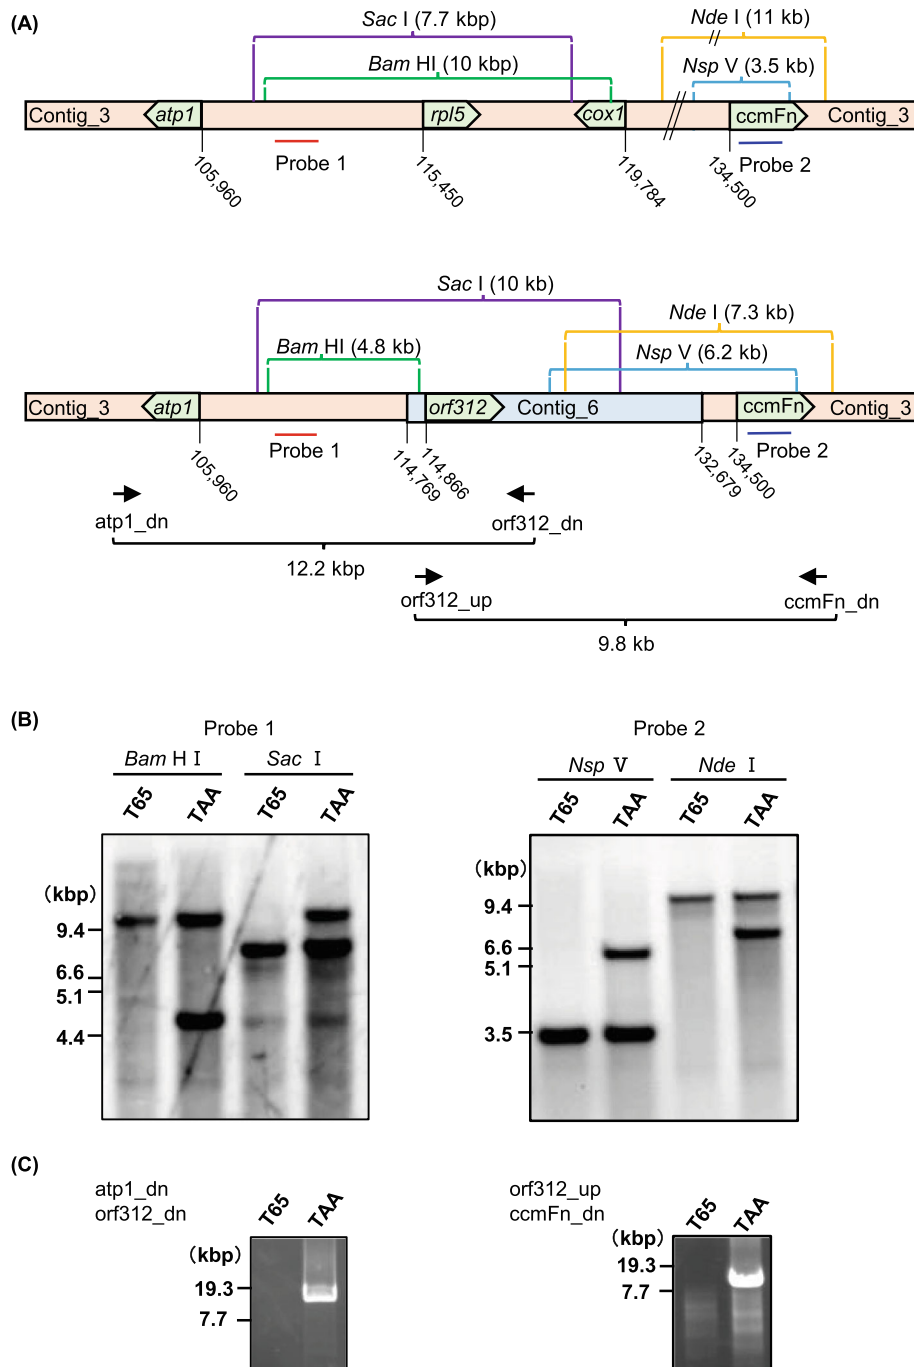 (A)
Sac I (7.7 kbp)
Nde I (11 kb)
Bam HI (10 kbp)
Nsp V (3.5 kb)
Contig_3 atp1 rpl5 cox1 ccmFn Contig_3
Probe 1
Probe 2
105,960
115,450
119,784
134,500
Sac I (10 kb)
Nde I (7.3 kb)
Bam HI (4.8 kb)
Nsp V (6.2 kb)
Contig_3 atp1 orf312 Contig_6 ccmFn Contig_3
Probe 1
Probe 2
105,960
114,769
114,866
132,679
134,500
atp1_dn
orf312_dn
12.2 kbp
orf312_up
ccmFn_dn
9.8 kb
(B)
Probe 1
Bam H I
Sac I
T65
TAA
T65
TAA
(kbp)
9.4
6.6
5.1
4.4
Probe 2
Nsp V
Nde I
T65
TAA
T65
TAA
(kbp)
9.4
6.6
5.1
3.5
(C)
atp1_dn
orf312_dn
T65
TAA
(kbp)
19.3
7.7
orf312_up
ccmFn_dn
T65
TAA
(kbp)
19.3
7.7